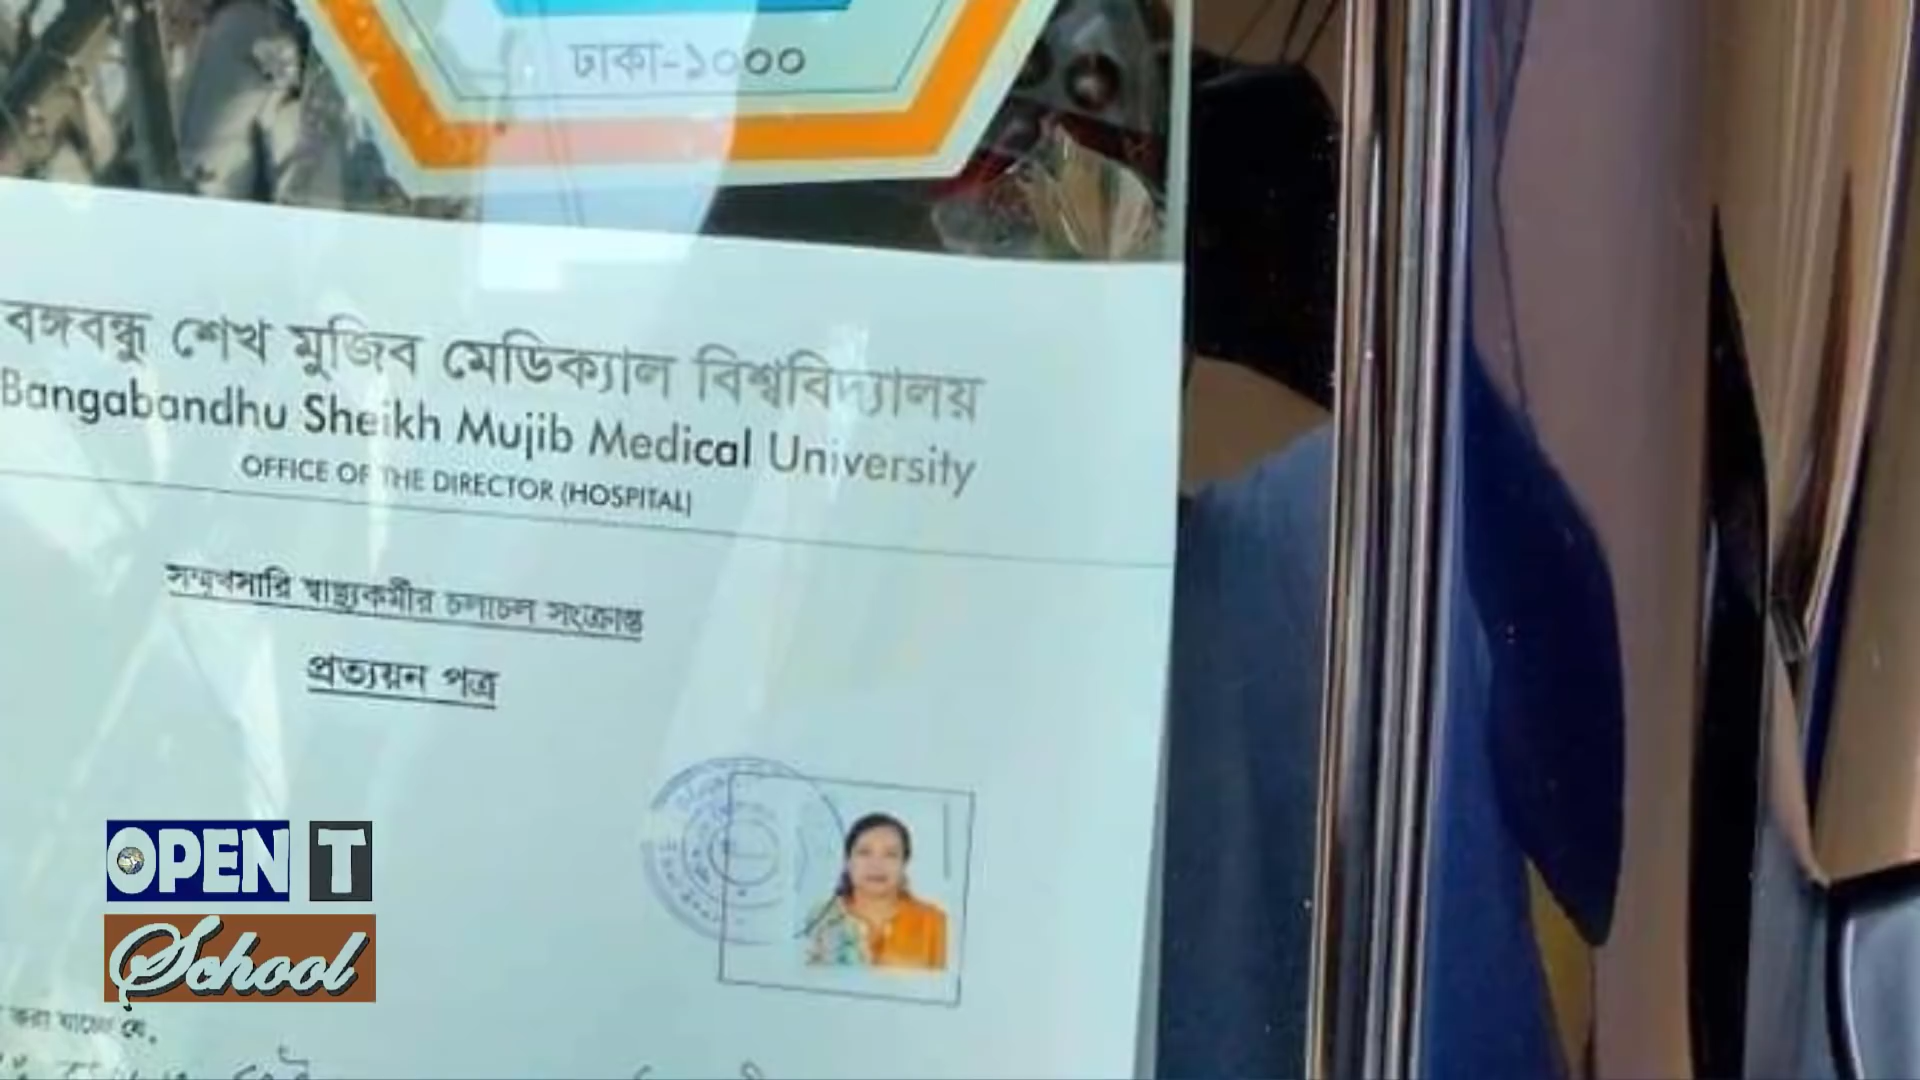 ঢাকা-১০০০
বঙ্গবন্ধু শেখ মুজিব মেডিক্যাল বিশ্ববিদ্যালয়
Bangabandhu Sheikh Mujib Medical University
OFFICE OF THE DIRECTOR (HOSPITAL)
সম্মুখসারি স্বাস্থ্যকর্মীর চলাচল সংক্রান্ত
প্রত্যয়ন পত্র
OPEN T
School
করা যাচ্ছে যে,